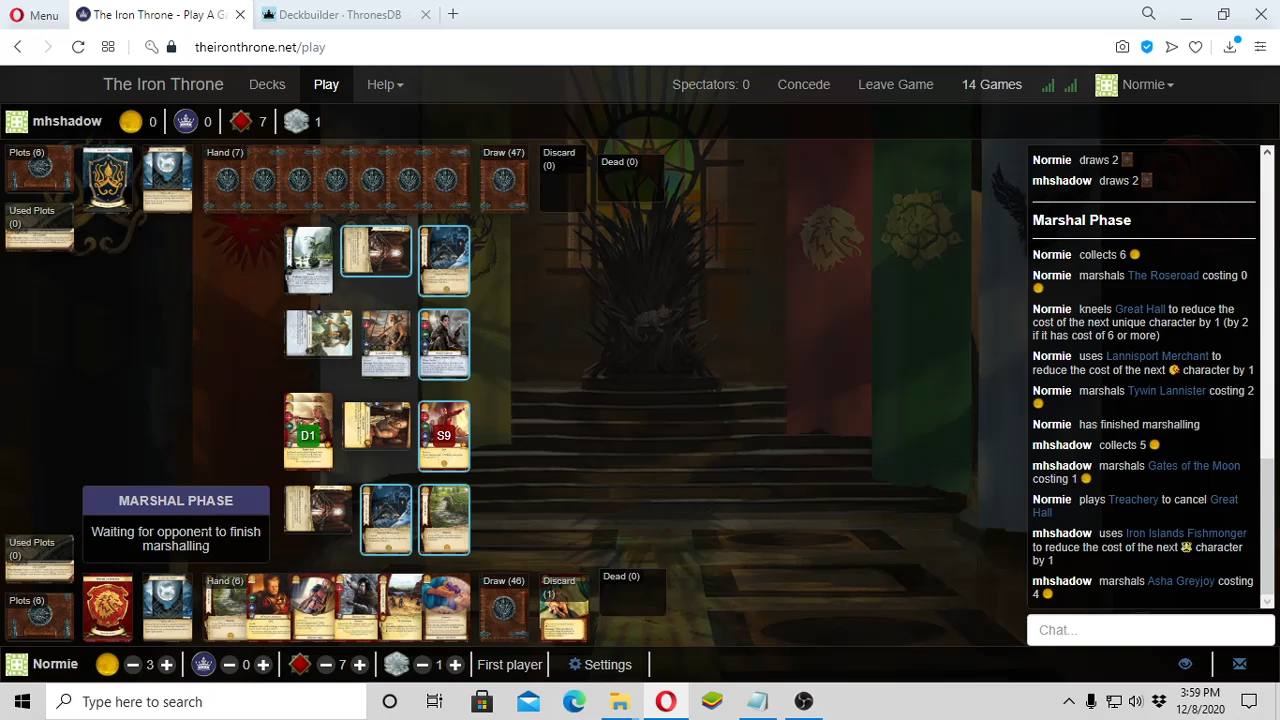 Menu
The Iron Throne - Play A Ga
Deckbuilder - ThronesDB
theironthrone.net/play
The Iron Throne
Decks
Play
Help
Spectators: 0
Concede
Leave Game
14 Games
Normie
mhshadow
0
0
7
1
Plots (6)
Hand (7)
Draw (47)
Discard
(0)
Dead (0)
Used Plots
(0)
D1
S9
MARSHAL PHASE
Waiting for opponent to finish
marshalling
Used Plots
(0)
Plots (6)
Hand (6)
Draw (46)
Discard
(1)
Dead (0)
Normie draws 2
mhshadow draws 2
Marshal Phase
Normie collects 6
Normie marshals The Roseroad costing 0
Normie kneels Great Hall to reduce the
cost of the next unique character by 1 (by 2
if it has cost of 6 or more)
Normie uses Lannisport Merchant to
reduce the cost of the next character by 1
Normie marshals Tywin Lannister costing 2
Normie has finished marshalling
mhshadow collects 5
mhshadow marshals Gates of the Moon
costing 1
Normie plays Treachery to cancel Great
Hall
mhshadow uses Iron Islands Fishmonger
to reduce the cost of the next character
by 1
mhshadow marshals Asha Greyjoy costing
4
Chat...
Normie
3
0
7
1
First player
Settings
Type here to search
3:59 PM
12/8/2020